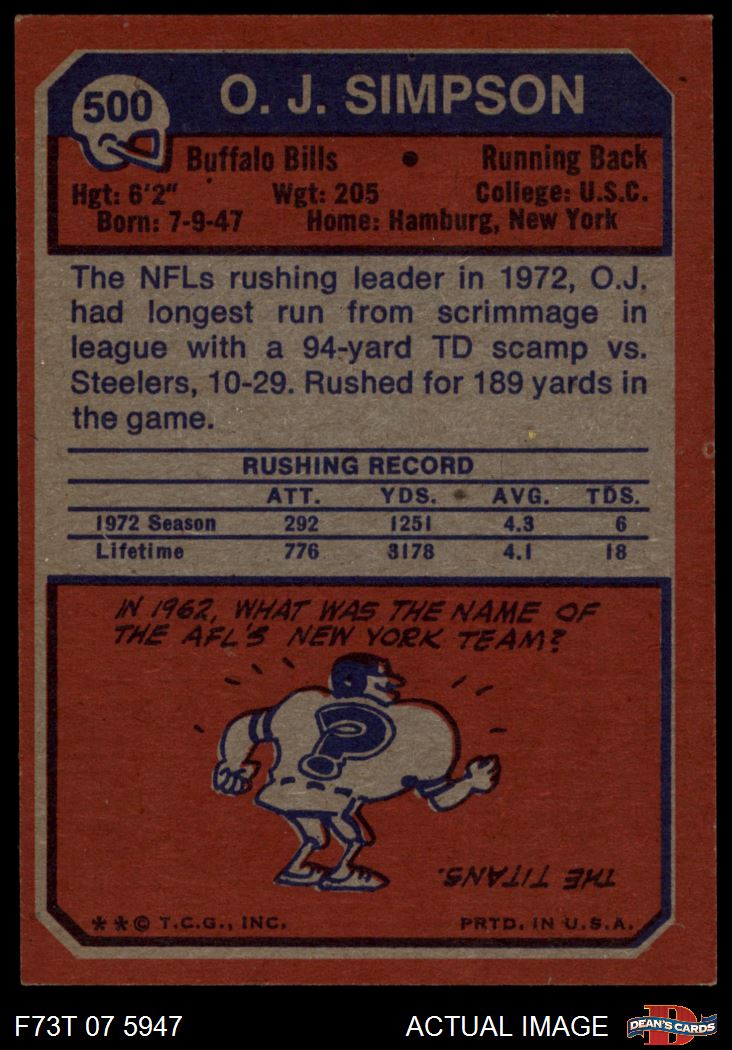 500
O. J. SIMPSON
Buffalo Bills • Running Back
Hgt: 6'2" Wgt: 205 College: U.S.C.
Born: 7-9-47 Home: Hamburg, New York
The NFLs rushing leader in 1972, O.J.
had longest run from scrimmage in
league with a 94-yard TD scamp vs.
Steelers, 10-29. Rushed for 189 yards in
the game.
RUSHING RECORD
ATT. YDS. AVG. TDS.
1972 Season 292 1251 4.3 6
Lifetime 776 3178 4.1 18
IN 1962, WHAT WAS THE NAME OF
THE AFL'S NEW YORK TEAM?
?
THE TITANS.
**© T.C.G., INC. PRTD. IN U.S.A.
F73T 07 5947 ACTUAL IMAGE D DEAN'S CARDS